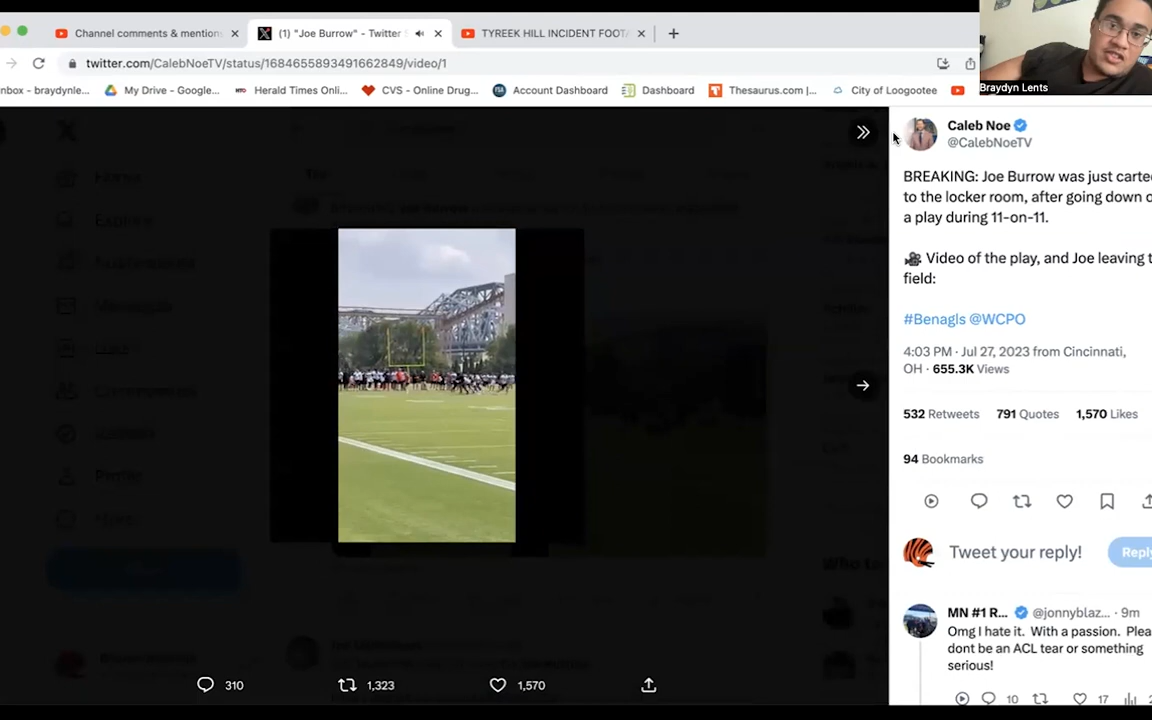 Channel comments & mention
(1) "Joe Burrow" - Twitter
TYREEK HILL INCIDENT FOOTA
twitter.com/CalebNoeTV/status/1684655893491662849/video/1
nbox - braydynle...
My Drive - Google...
Herald Times Onli...
CVS - Online Drug...
Account Dashboard
Dashboard
Thesaurus.com |...
City of Loogootee
Braydyn Lents
Caleb Noe
@CalebNoeTV
BREAKING: Joe Burrow was just carte
to the locker room, after going down o
a play during 11-on-11.
Video of the play, and Joe leaving t
field:
#Benagls @WCPO
4:03 PM · Jul 27, 2023 from Cincinnati,
OH · 655.3K Views
532 Retweets 791 Quotes 1,570 Likes
94 Bookmarks
Tweet your reply!
Reply
MN #1 R... @jonnyblaz... · 9m
Omg I hate it. With a passion. Plea
dont be an ACL tear or something
serious!
10 17 2
310 1,323 1,570
Home
Explore